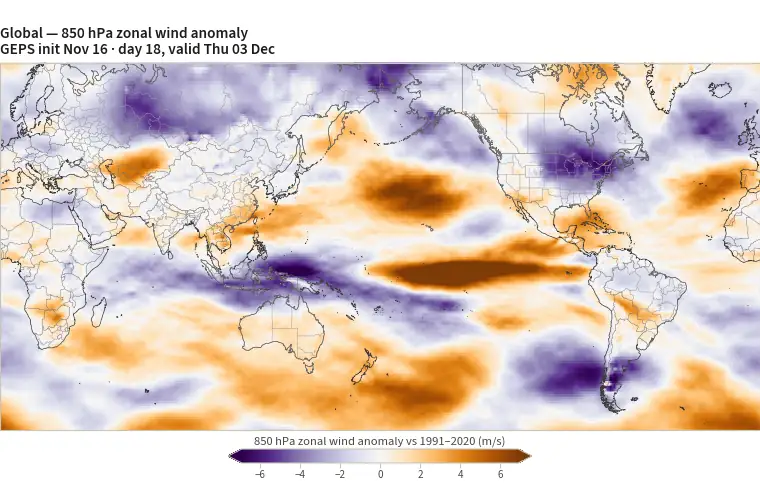 Global — 850 hPa zonal wind anomaly
GEPS init Nov 16 · day 18, valid Thu 03 Dec
850 hPa zonal wind anomaly vs 1991–2020 (m/s)
−6 −4 −2 0 2 4 6